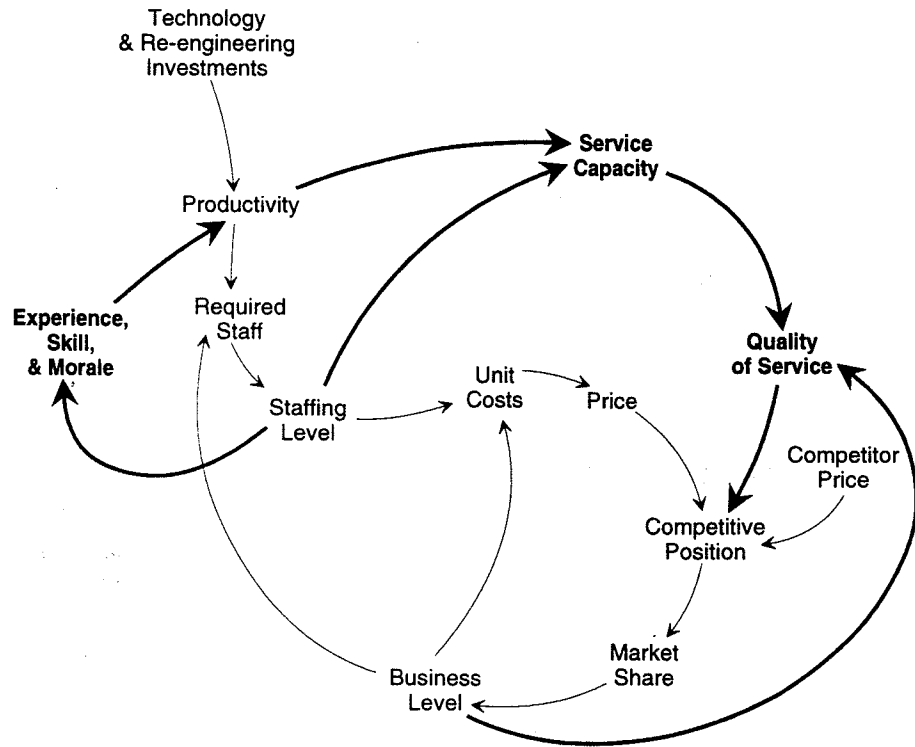 Technology
& Re-engineering
Investments
Service
Capacity
Productivity
Required
Staff
Experience,
Skill,
& Morale
Quality
of Service
Unit
Costs
Price
Staffing
Level
Competitor
Price
Competitive
Position
Market
Share
Business
Level